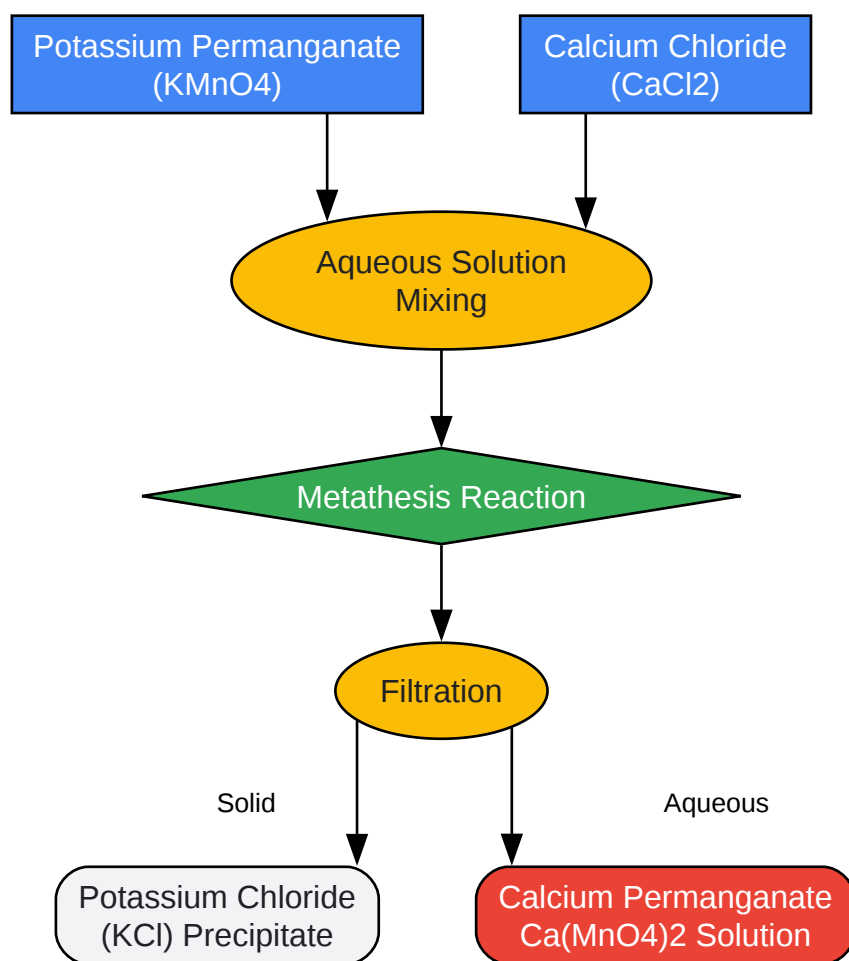 Potassium Permanganate
(KMnO4)
Calcium Chloride
(CaCl2)
Aqueous Solution
Mixing
Metathesis Reaction
Filtration
Solid
Aqueous
Potassium Chloride
(KCl) Precipitate
Calcium Permanganate
Ca(MnO4)2 Solution